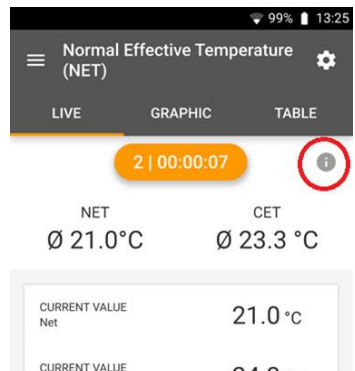 99% 13:25
Normal Effective Temperature
(NET)
LIVE GRAPHIC TABLE
2 | 00:00:07
NET CET
Ø 21.0°C Ø 23.3 °C
CURRENT VALUE
Net
21.0 °C
CURRENT VALUE